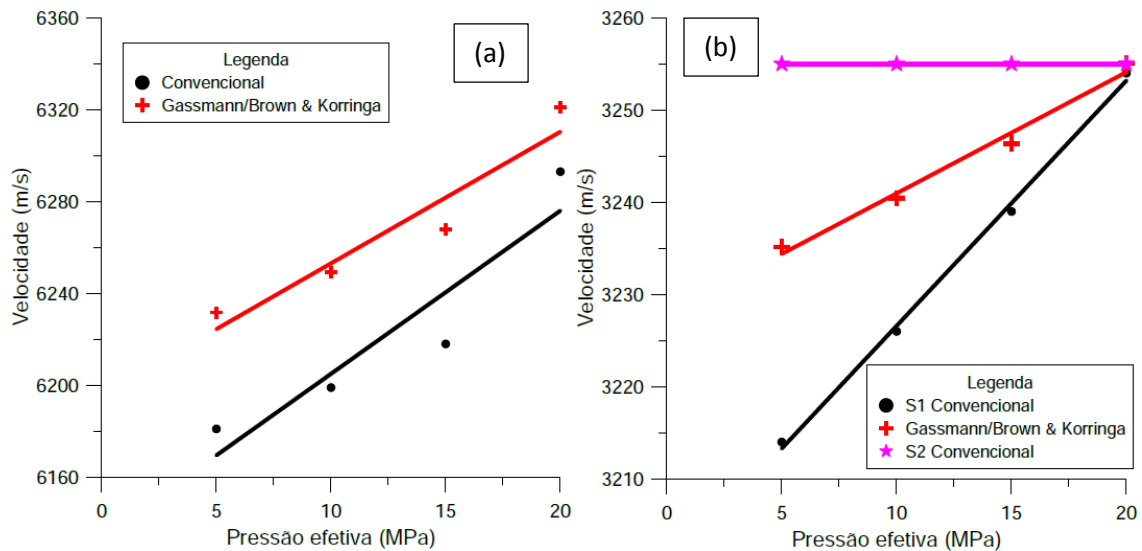 (a)
Legenda
Convencional
Gassmann/Brown & Korringa
Velocidade (m/s)
6360
6320
6280
6240
6200
6160
0
5
10
15
20
Pressão efetiva (MPa)
(b)
Velocidade (m/s)
3260
3250
3240
3230
3220
3210
Legenda
S1 Convencional
Gassmann/Brown & Korringa
S2 Convencional
0
5
10
15
20
Pressão efetiva (MPa)